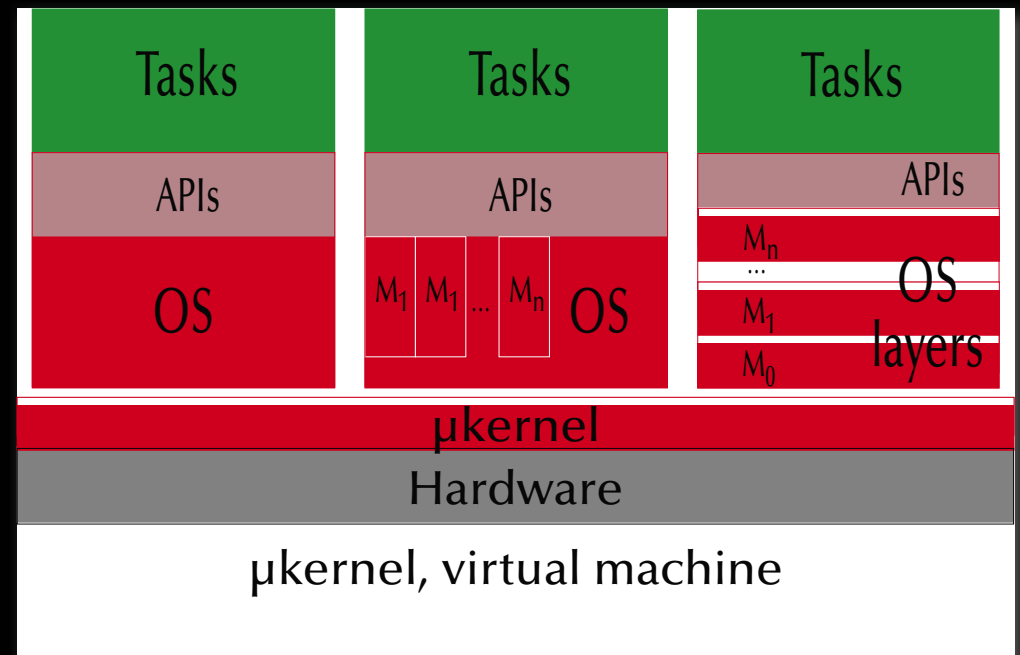 Tasks
APIs
OS
Tasks
APIs
M1 M1 ... Mn OS
Tasks
APIs
Mn
...
M1
M0
OS
layers
µkernel
Hardware
µkernel, virtual machine